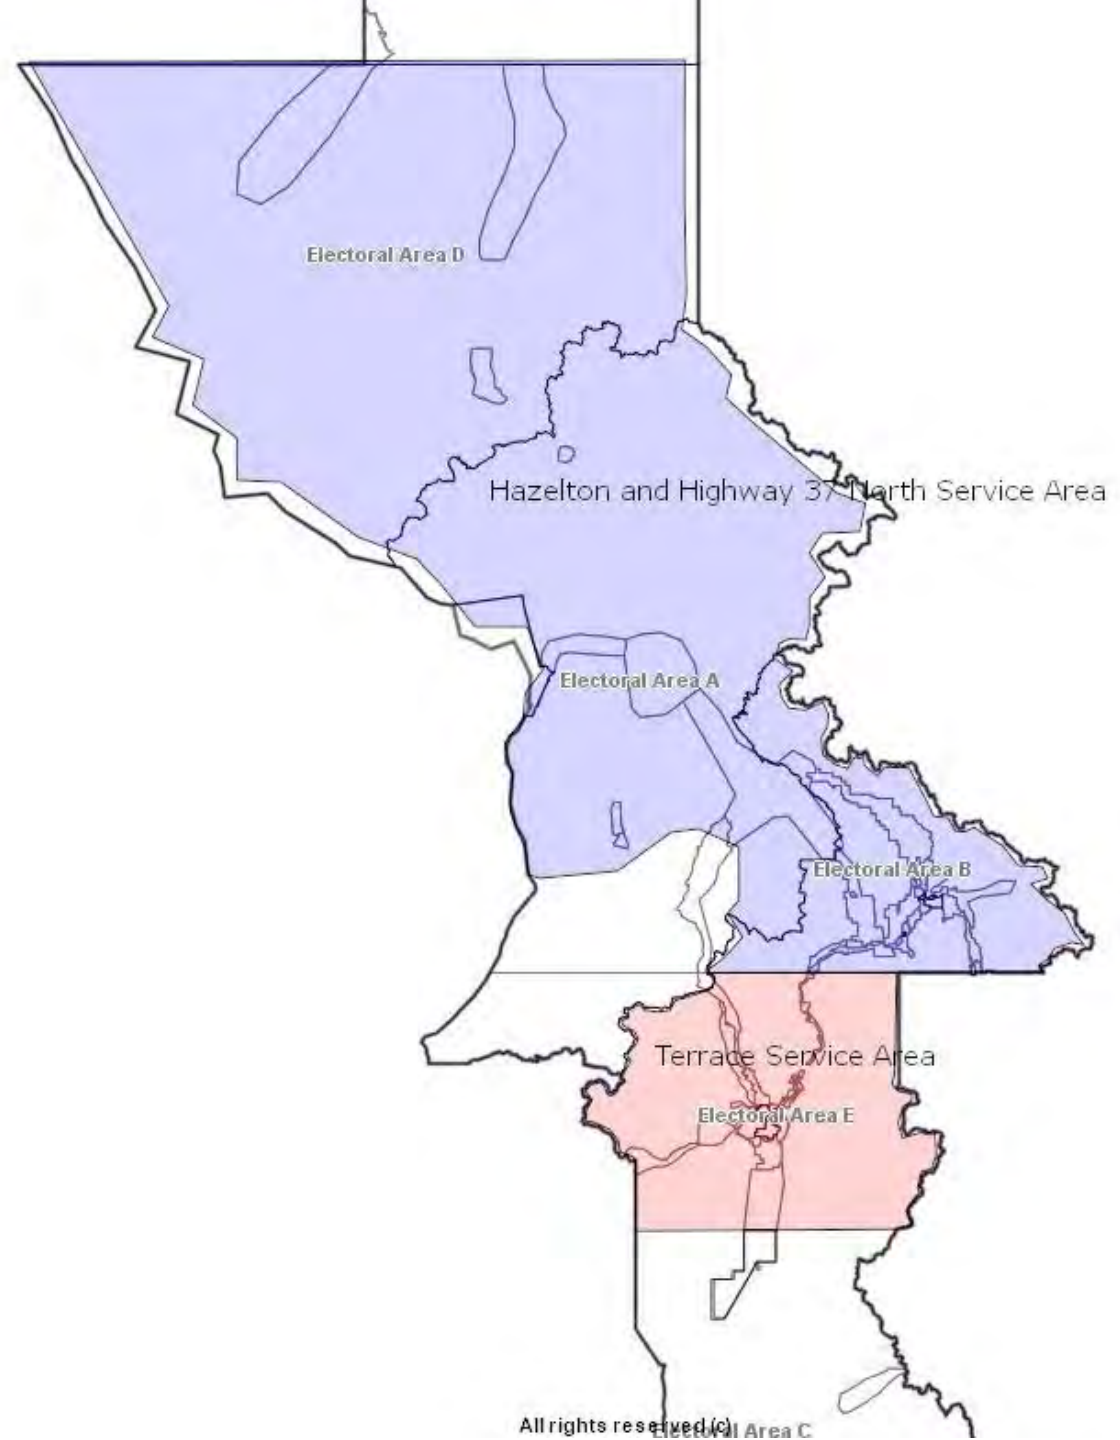 Electoral Area D
Hazelton and Highway 37 North Service Area
Electoral Area A
Electoral Area B
Terrace Service Area
Electoral Area E
All rights reserved (c)
Electoral Area C